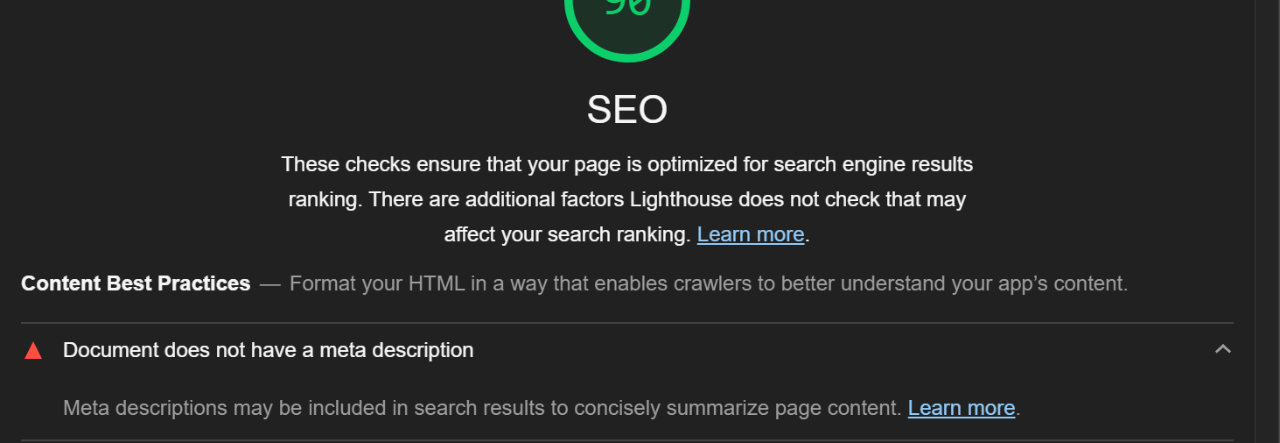 90
SEO
These checks ensure that your page is optimized for search engine results
ranking. There are additional factors Lighthouse does not check that may
affect your search ranking. Learn more.
Content Best Practices — Format your HTML in a way that enables crawlers to better understand your app’s content.
Document does not have a meta description
Meta descriptions may be included in search results to concisely summarize page content. Learn more.